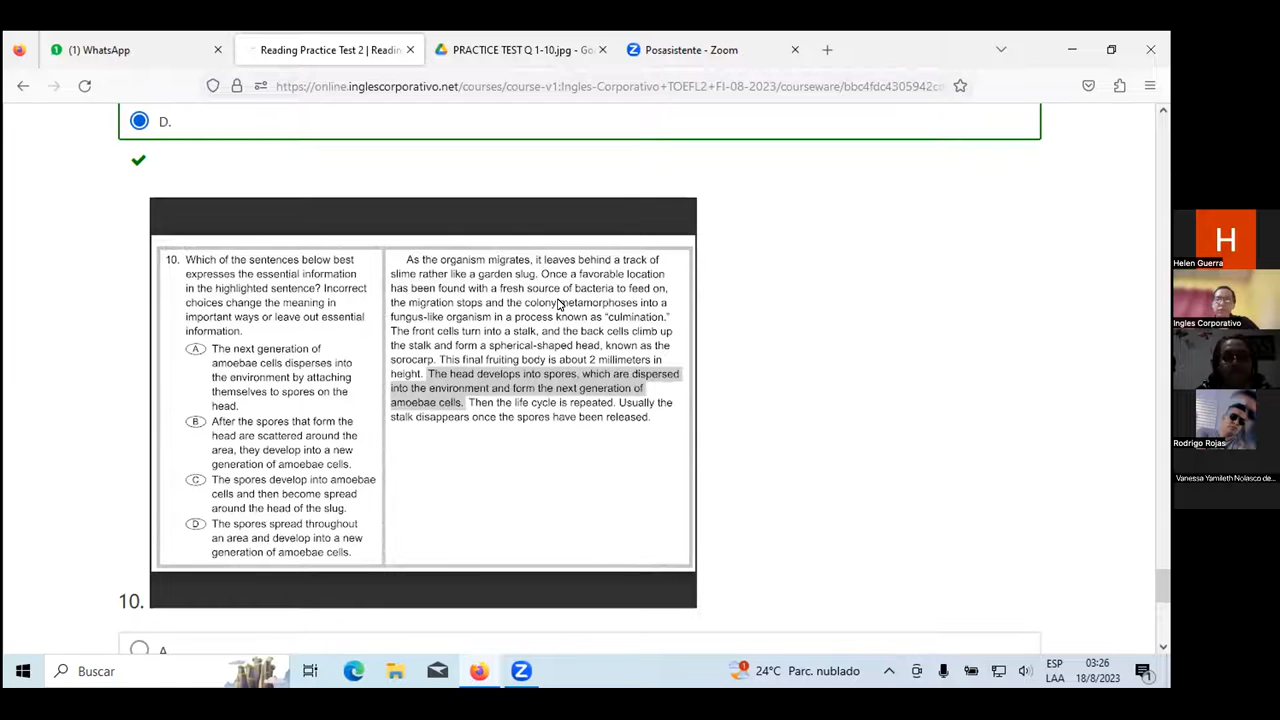 (1) WhatsApp
Reading Practice Test 2 | Readin
PRACTICE TEST Q 1-10.jpg - Go
Posasistente - Zoom
https://online.inglescorporativo.net/courses/course-v1:Ingles-Corporativo+TOEFL2+FI-08-2023/courseware/bbc4fdc4305942cc
D.
10. Which of the sentences below best
expresses the essential information
in the highlighted sentence? Incorrect
choices change the meaning in
important ways or leave out essential
information.
A The next generation of
amoebae cells disperses into
the environment by attaching
themselves to spores on the
head.
B After the spores that form the
head are scattered around the
area, they develop into a new
generation of amoebae cells.
C The spores develop into amoebae
cells and then become spread
around the head of the slug.
D The spores spread throughout
an area and develop into a new
generation of amoebae cells.
As the organism migrates, it leaves behind a track of
slime rather like a garden slug. Once a favorable location
has been found with a fresh source of bacteria to feed on,
the migration stops and the colony metamorphoses into a
fungus-like organism in a process known as “culmination.”
The front cells turn into a stalk, and the back cells climb up
the stalk and form a spherical-shaped head, known as the
sorocarp. This final fruiting body is about 2 millimeters in
height. The head develops into spores, which are dispersed
into the environment and form the next generation of
amoebae cells. Then the life cycle is repeated. Usually the
stalk disappears once the spores have been released.
10.
A
H
Helen Guerra
Ingles Corporativo
Rodrigo Rojas
Vanessa Yamileth Nolasco de...
Buscar
24°C Parc. nublado
ESP
LAA
03:26
18/8/2023